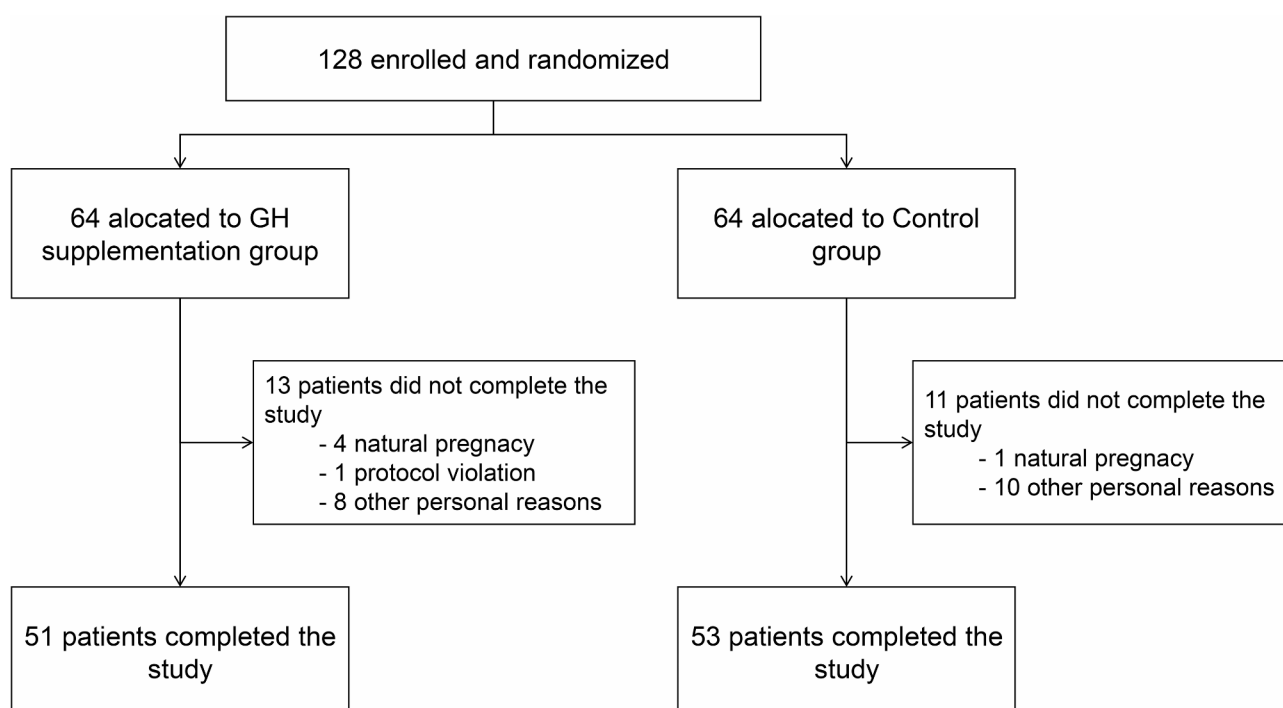 128 enrolled and randomized
64 alocated to GH
supplementation group
64 alocated to Control
group
13 patients did not complete the
study
- 4 natural pregnancy
- 1 protocol violation
- 8 other personal reasons
11 patients did not complete the
study
- 1 natural pregnancy
- 10 other personal reasons
51 patients completed the
study
53 patients completed the
study